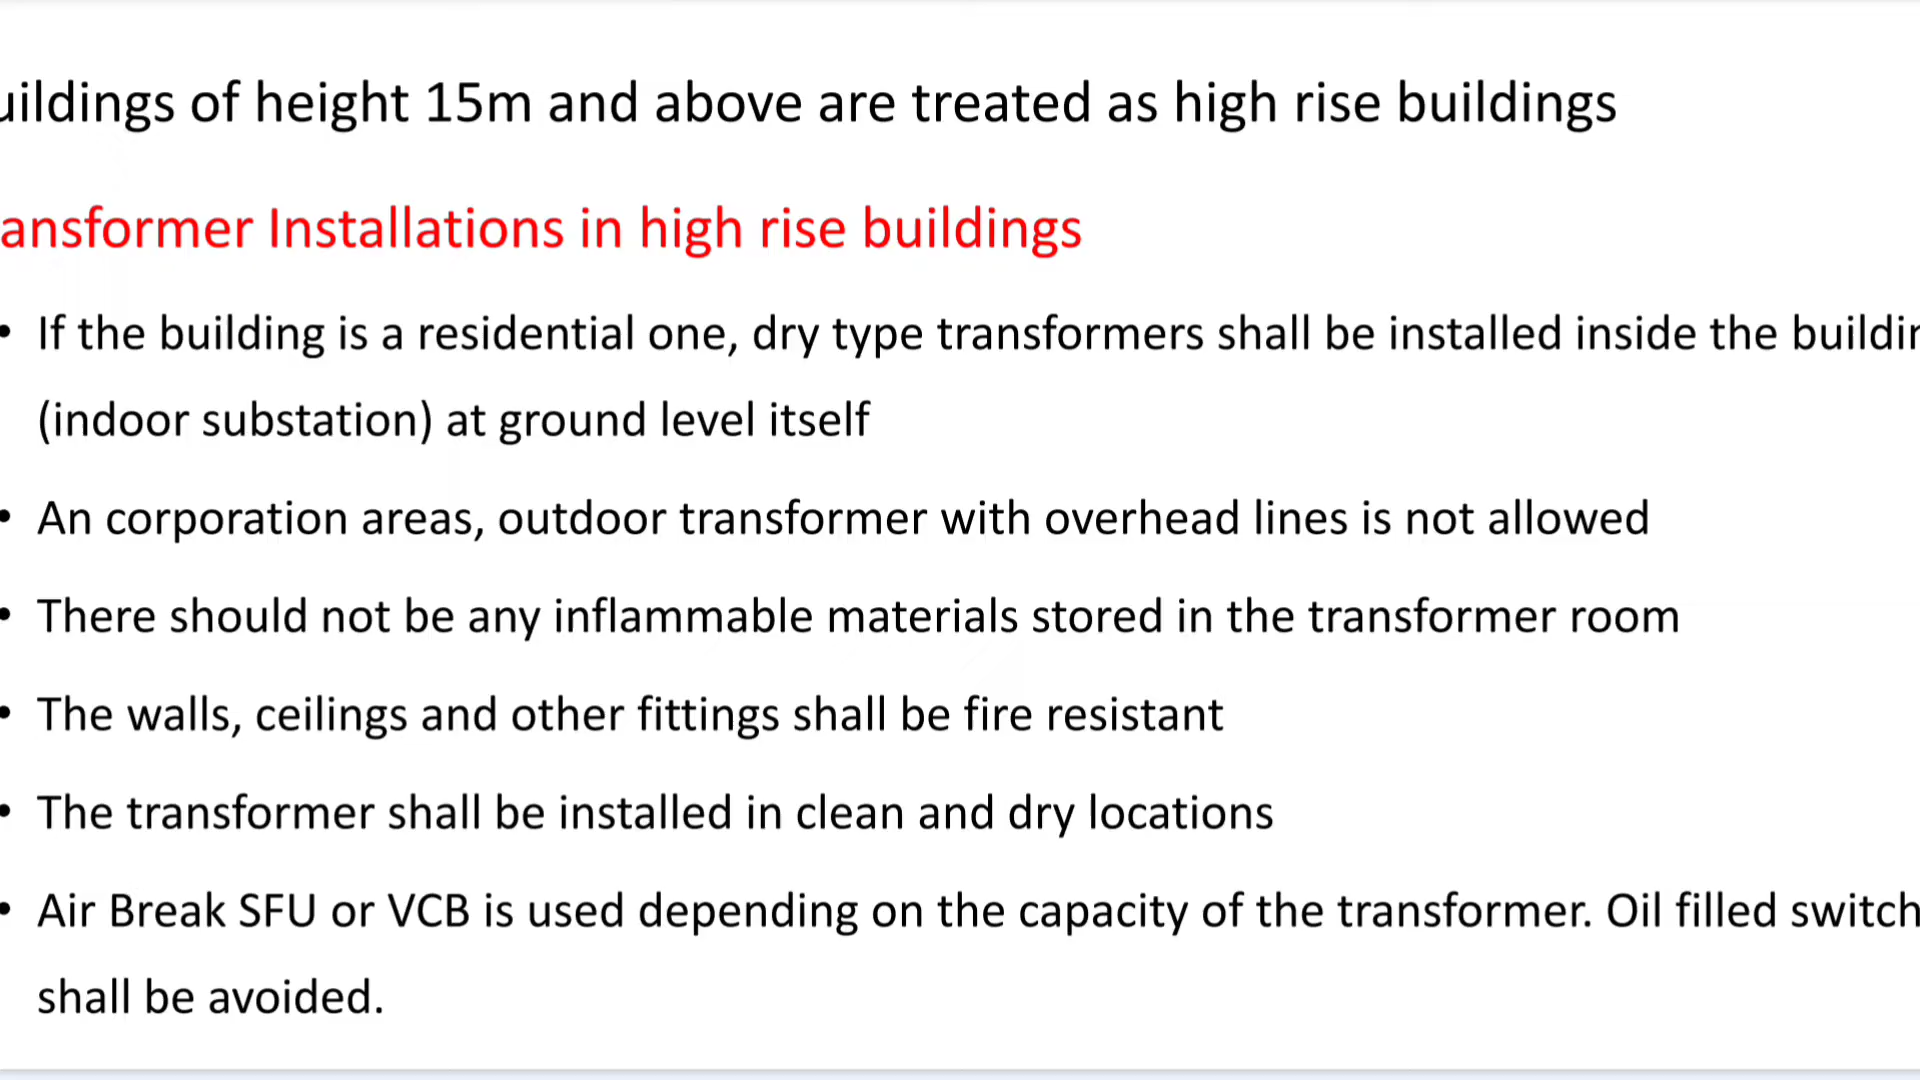 uildings of height 15m and above are treated as high rise buildings
ansformer Installations in high rise buildings
• If the building is a residential one, dry type transformers shall be installed inside the buildin
(indoor substation) at ground level itself
• An corporation areas, outdoor transformer with overhead lines is not allowed
• There should not be any inflammable materials stored in the transformer room
• The walls, ceilings and other fittings shall be fire resistant
• The transformer shall be installed in clean and dry locations
• Air Break SFU or VCB is used depending on the capacity of the transformer. Oil filled switch
shall be avoided.